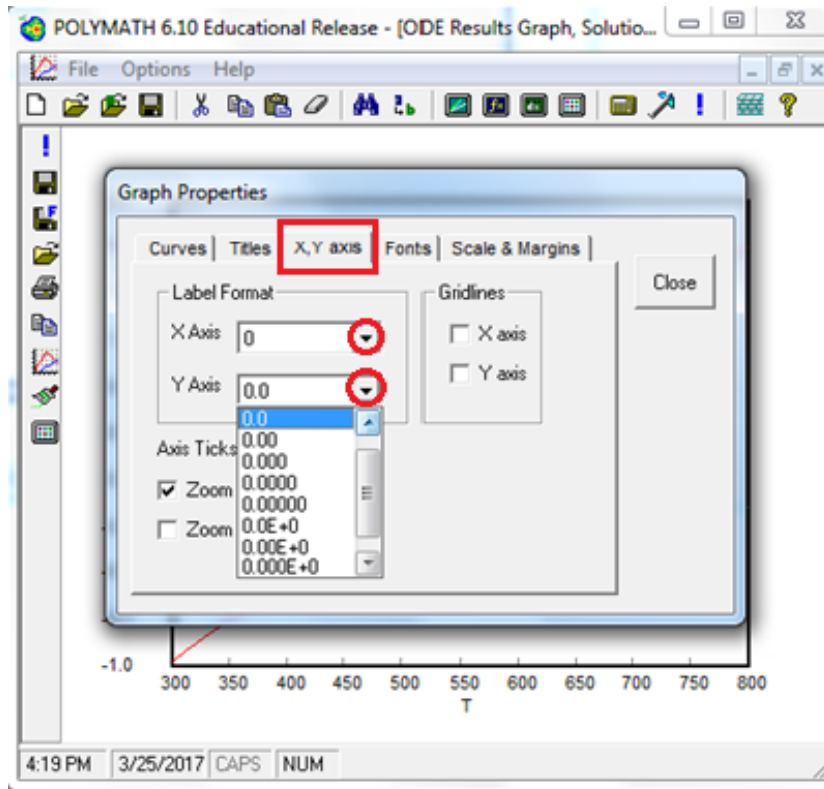 POLYMATH 6.10 Educational Release - [ODE Results Graph, Solutio...
File Options Help
Graph Properties
Curves Titles X,Y axis Fonts Scale & Margins
Close
Label Format
Gridlines
X Axis 0
X axis
Y Axis 0.0
Y axis
0.0
0.00
0.000
0.0000
0.00000
0.0E+0
0.00E+0
0.000E+0
Axis Ticks
Zoom
Zoom
-1.0
300 350 400 450 500 550 600 650 700 750 800
T
4:19 PM 3/25/2017 CAPS NUM